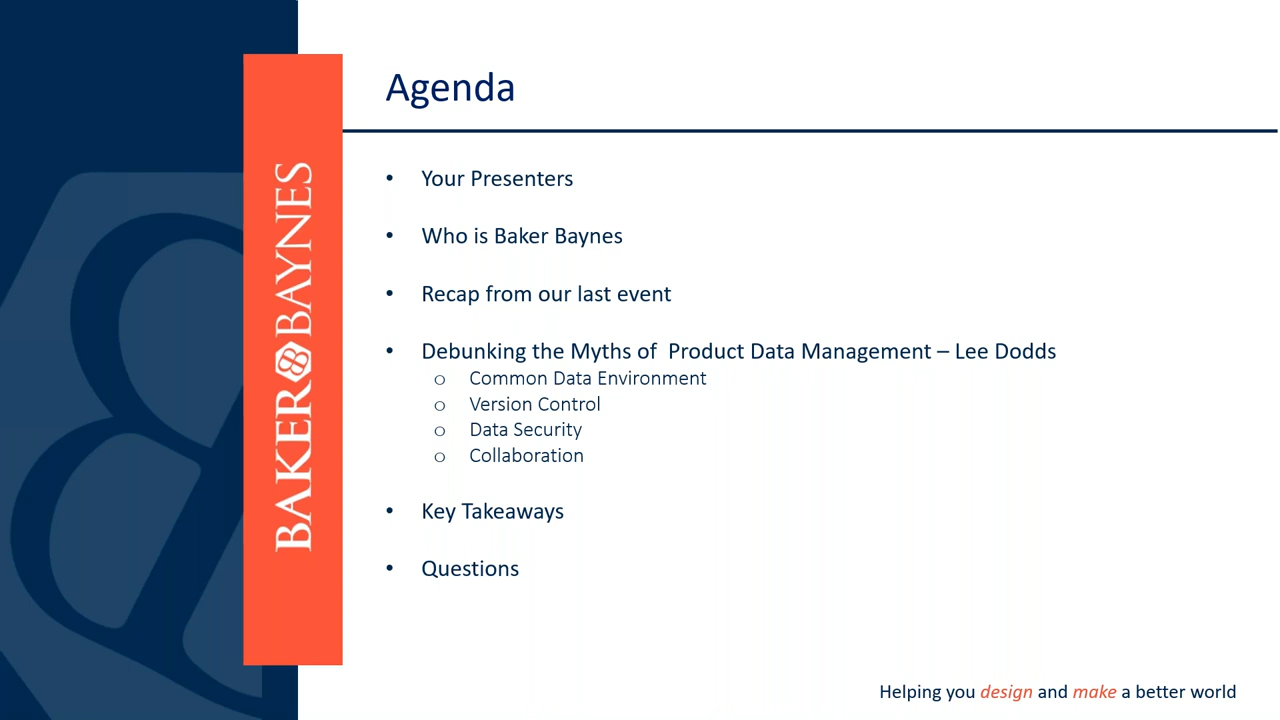 Agenda
BAKER BAYNES
• Your Presenters
• Who is Baker Baynes
• Recap from our last event
• Debunking the Myths of  Product Data Management – Lee Dodds
o Common Data Environment
o Version Control
o Data Security
o Collaboration
• Key Takeaways
• Questions
Helping you design and make a better world